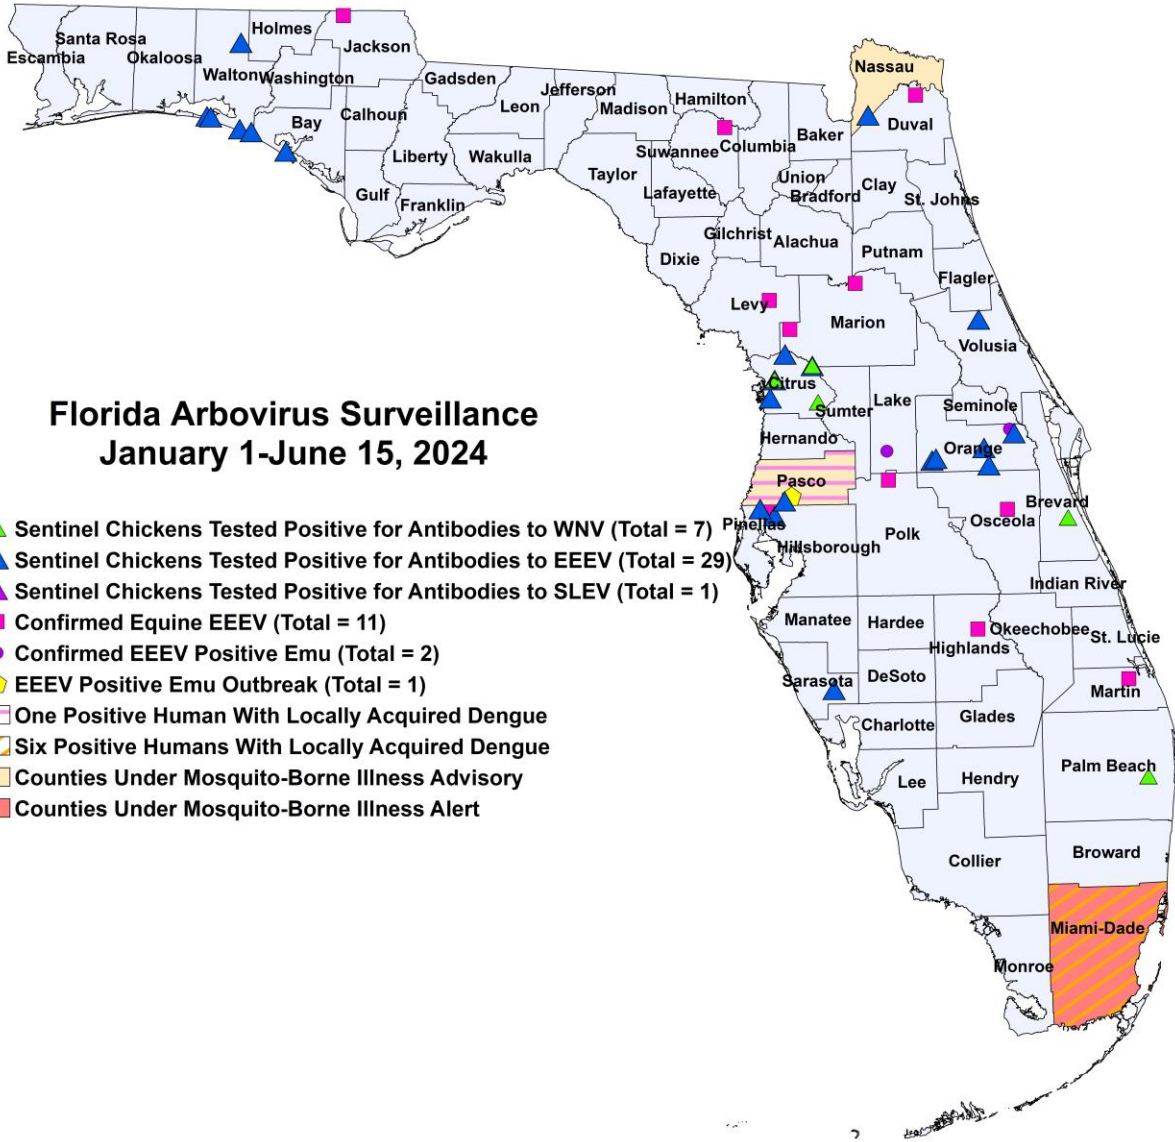 Holmes
Santa Rosa
Jackson
Escambia
Okaloosa
Walton
Washington
Gadsden
Jefferson
Leon
Madison
Hamilton
Nassau
Bay
Calhoun
Duval
Baker
Suwannee
Columbia
Liberty
Wakulla
Taylor
Union
Clay
Lafayette
Bradford
St. Johns
Gulf
Franklin
Gilchrist
Alachua
Putnam
Dixie
Flagler
Levy
Marion
Volusia
Citrus
Lake
Seminole
Sumter
Florida Arbovirus Surveillance
January 1-June 15, 2024
Hernando
Orange
Pasco
Brevard
Osceola
Pinellas
Polk
Hillsborough
Sentinel Chickens Tested Positive for Antibodies to WNV (Total = 7)
Sentinel Chickens Tested Positive for Antibodies to EEEV (Total = 29)
Sentinel Chickens Tested Positive for Antibodies to SLEV (Total = 1)
Confirmed Equine EEEV (Total = 11)
Confirmed EEEV Positive Emu (Total = 2)
EEEV Positive Emu Outbreak (Total = 1)
One Positive Human With Locally Acquired Dengue
Six Positive Humans With Locally Acquired Dengue
Counties Under Mosquito-Borne Illness Advisory
Counties Under Mosquito-Borne Illness Alert
Indian River
Manatee
Hardee
Okeechobee
St. Lucie
Highlands
Sarasota
DeSoto
Martin
Charlotte
Glades
Palm Beach
Lee
Hendry
Collier
Broward
Miami-Dade
Monroe